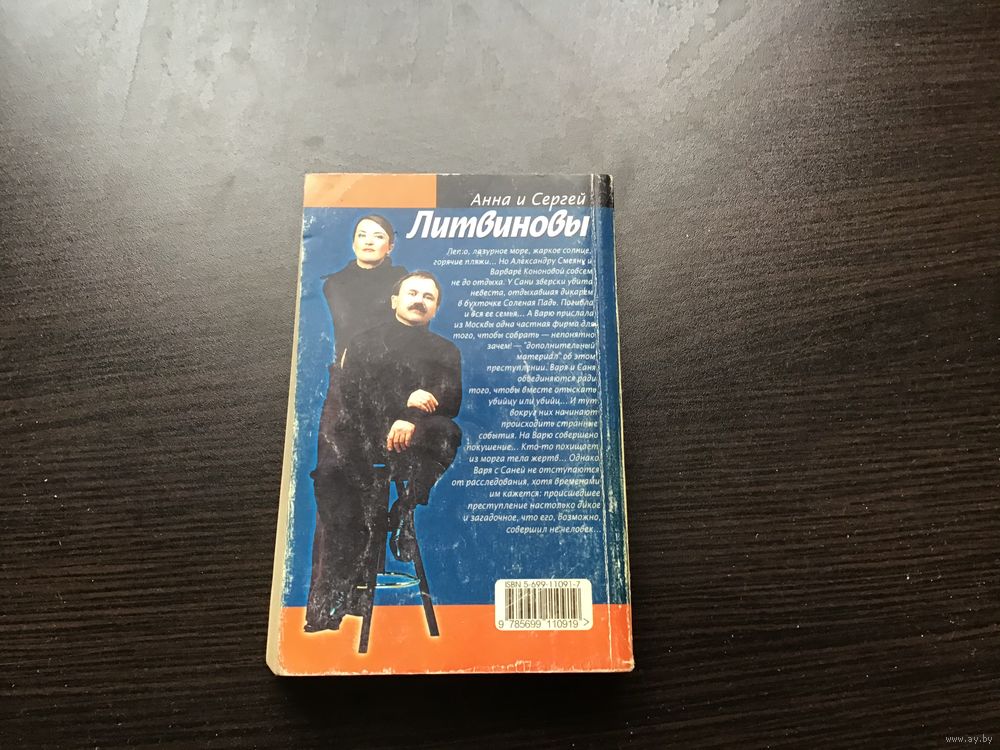 Анна и Сергей
Литвиновы
Лето, лазурное море, жаркое солнце,
горячие пляжи... Но Александру Смеяну и
Варваре Кононовой совсем
не до отдыха. У Сани зверски убита
невеста, отдыхавшая дикарем
в бухточке Соленая Падь. Погибла
и вся ее семья... А Варю прислала
из Москвы одна частная фирма для
того, чтобы собрать — непонятно
зачем! — "дополнительный
материал" об этом
преступлении. Варя и Саня
объединяются ради
того, чтобы вместе отыскать
убийцу или убийц... И тут
вокруг них начинают
происходить странные
события. На Варю совершено
покушение... Кто-то похищает
из морга тела жертв... Однако
Варя с Саней не отступаются
от расследования, хотя временами
им кажется: происшедшее
преступление настолько дикое
и загадочное, что его, возможно,
совершил не человек...
ISBN 5-699-11091-7
9 785699 110919 >
www.ay.by